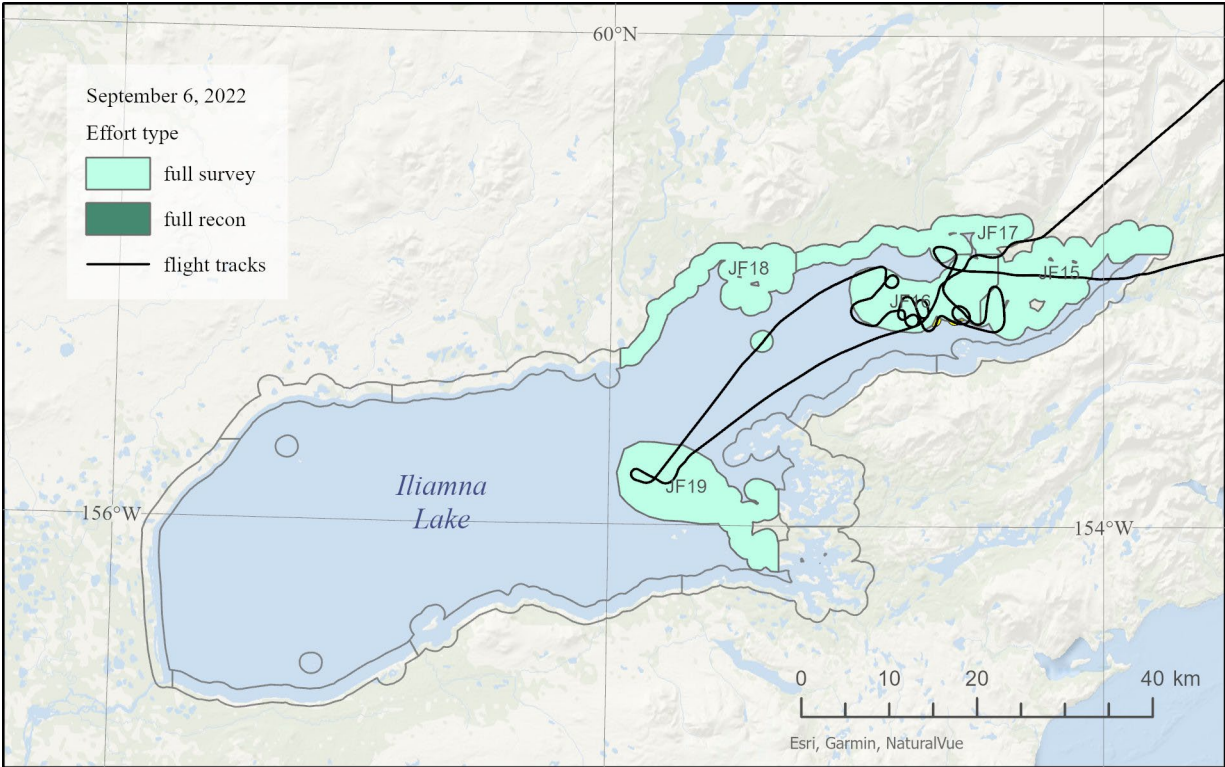 60°N
September 6, 2022
Effort type
full survey
full recon
flight tracks
JF17
JF18
JF15
JF16
JF19
Iliamna
Lake
156°W
154°W
0 10 20 40 km
Esri, Garmin, NaturalVue